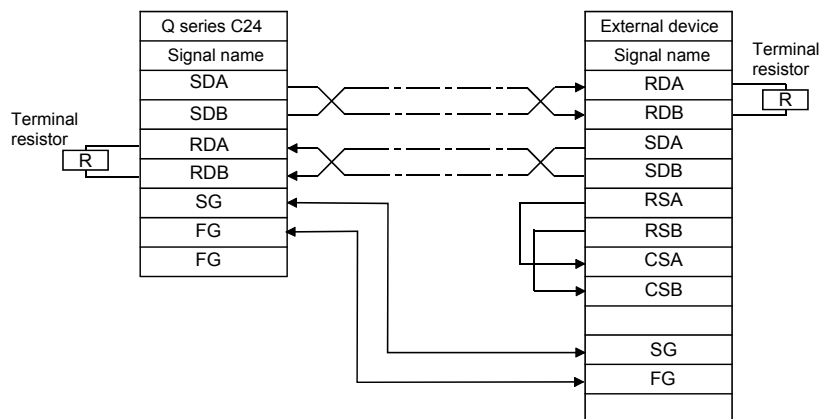 Q series C24
Signal name
SDA
SDB
RDA
RDB
SG
FG
FG
Terminal
resistor
R
External device
Signal name
RDA
RDB
SDA
SDB
RSA
RSB
CSA
CSB
SG
FG
Terminal
resistor
R